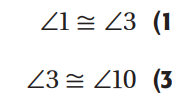 ∠1 ≅ ∠3 (1
∠3 ≅ ∠10 (3